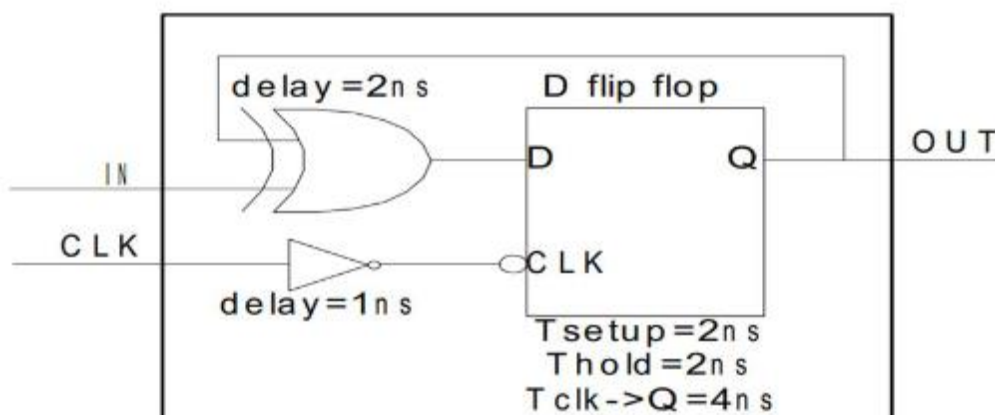 delay=2ns
D flip flop
D
Q
OUT
IN
CLK
CLK
delay=1ns
Tsetup=2ns
Thold=2ns
Tclk->Q=4ns